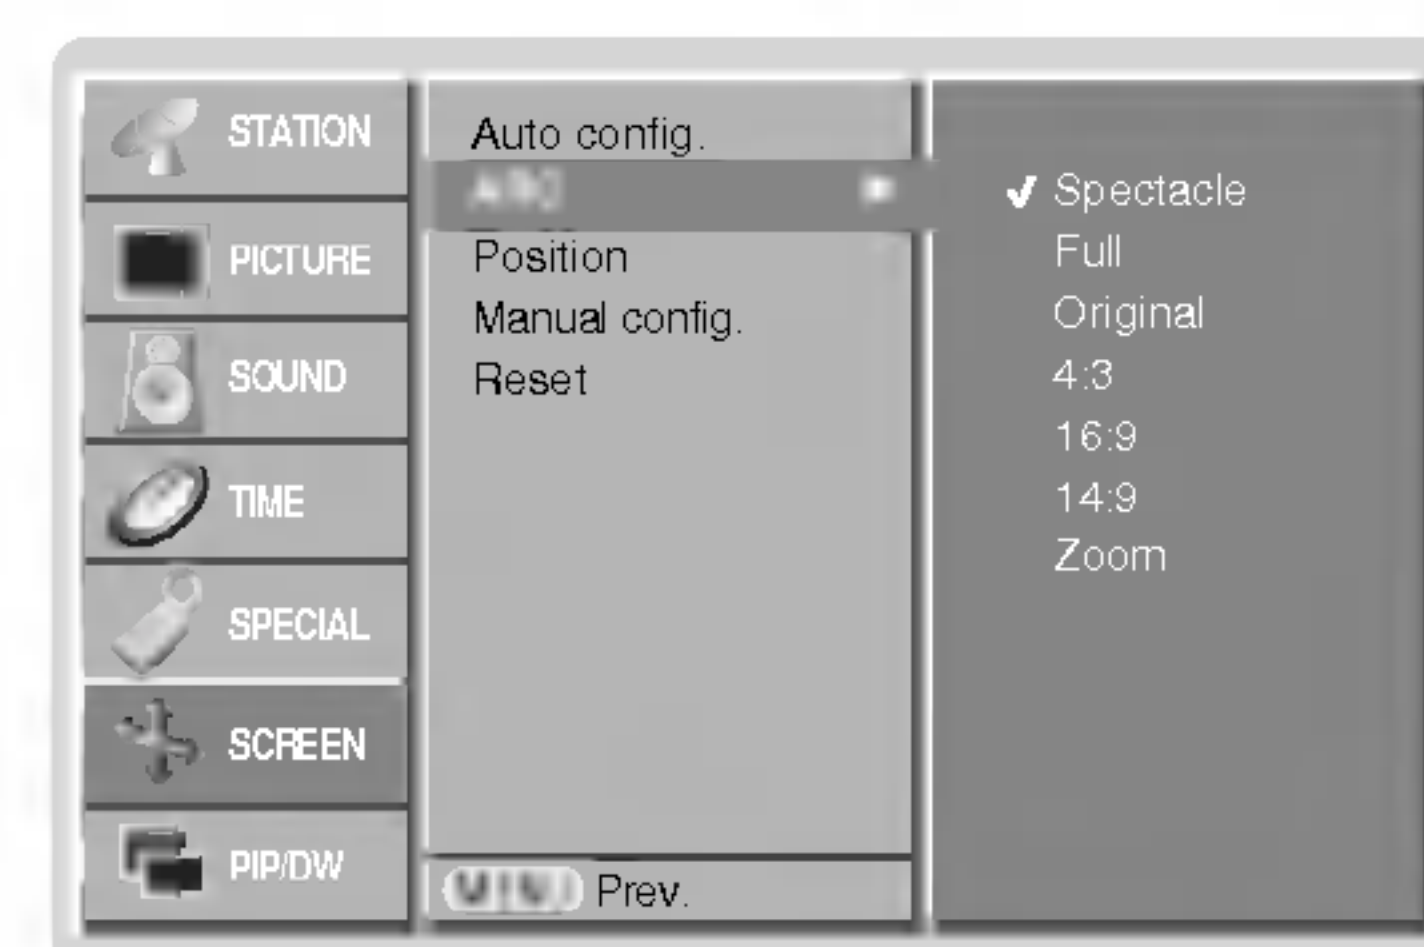 STATION
PICTURE
SOUND
TIME
SPECIAL
SCREEN
PIP/DW
Auto config.
Position
Manual config.
Reset
Prev.
Spectacle
Full
Original
4:3
16:9
14:9
Zoom